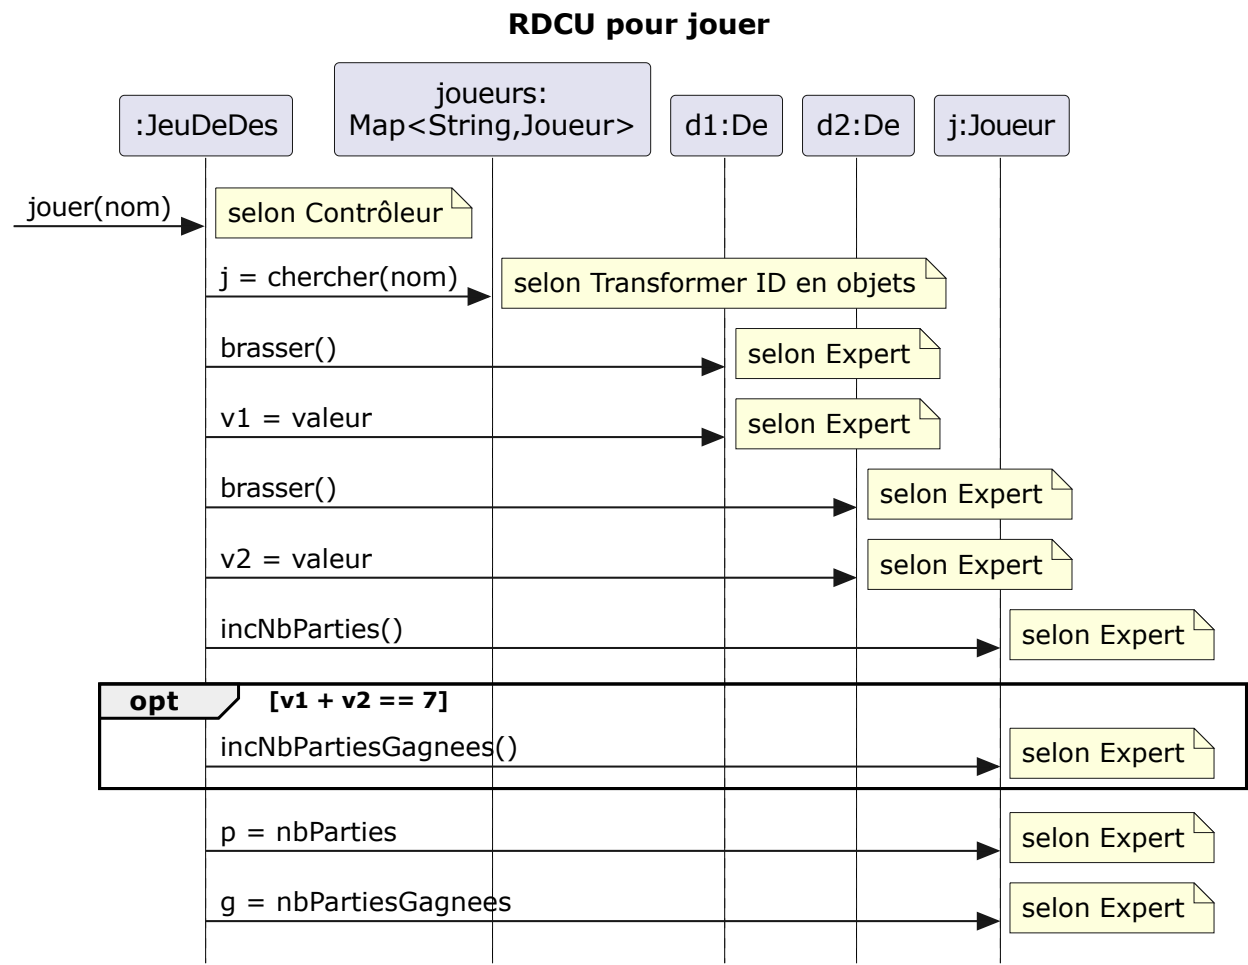 RDCU pour jouer
:JeuDeDes
joueurs:
Map<String,Joueur>
d1:De
d2:De
j:Joueur
jouer(nom)
selon Contrôleur
j = chercher(nom)
selon Transformer ID en objets
brasser()
selon Expert
v1 = valeur
selon Expert
brasser()
selon Expert
v2 = valeur
selon Expert
incNbParties()
selon Expert
opt
[v1 + v2 == 7]
incNbPartiesGagnees()
selon Expert
p = nbParties
selon Expert
g = nbPartiesGagnees
selon Expert